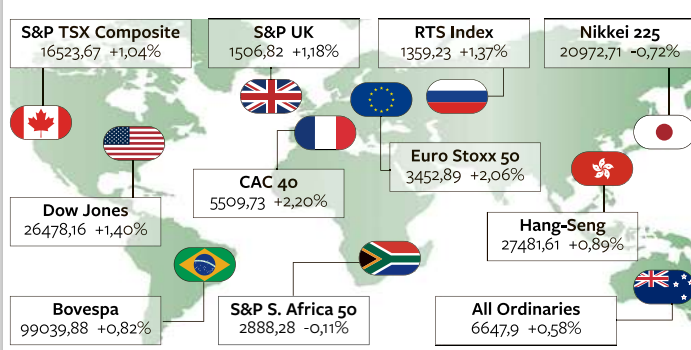 S&P TSX Composite
16523,67 +1,04%
S&P UK
1506,82 +1,18%
RTS Index
1359,23 +1,37%
Nikkei 225
20972,71 -0,72%
Euro Stoxx 50
3452,89 +2,06%
CAC 40
5509,73 +2,20%
Dow Jones
26478,16 +1,40%
Hang-Seng
27481,61 +0,89%
Bovespa
99039,88 +0,82%
S&P S. Africa 50
2888,28 -0,11%
All Ordinaries
6647,9 +0,58%